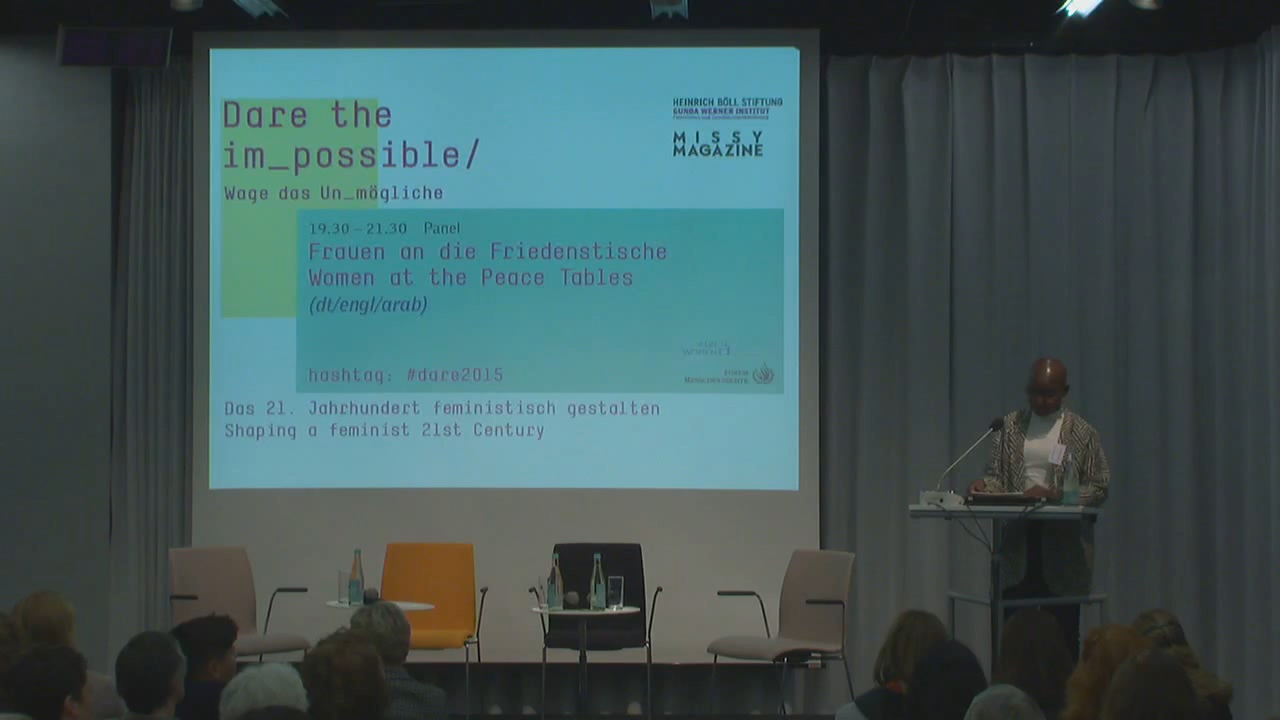 Dare the
im_possible/
Wage das Un_mögliche
HEINRICH BÖLL STIFTUNG
GUNDA WERNER INSTITUT
MISSY
MAGAZINE
19.30 – 21.30 Panel
Frauen an die Friedenstische
Women at the Peace Tables
(dt/engl/arab)
hashtag: #dare2015
FORUM
MENSCHENRECHTE
Das 21. Jahrhundert feministisch gestalten
Shaping a feminist 21st Century